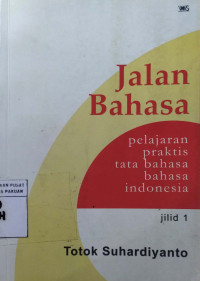 Jalan
Bahasa
pelajaran
praktis
tata bahasa
bahasa
indonesia
jilid 1
Totok Suhardiyanto